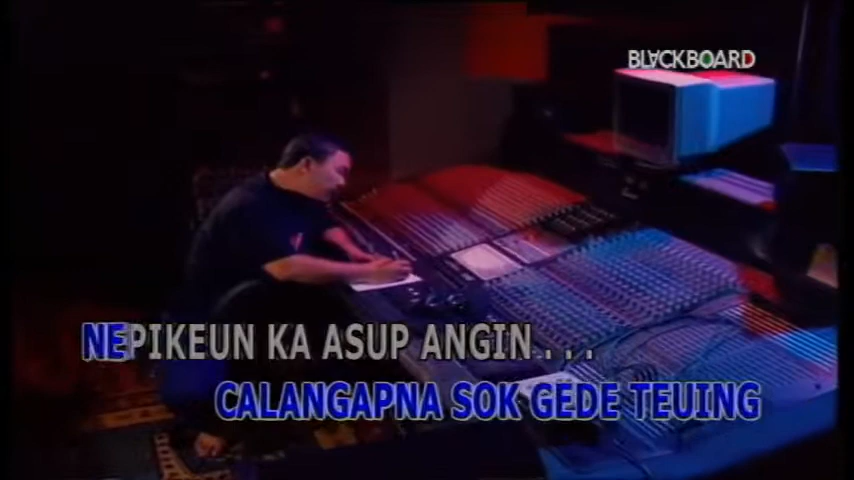 BLACKBOARD
NEPIKEUN KA ASUP ANGIN....
CALANGAPNA SOK GEDE TEUING